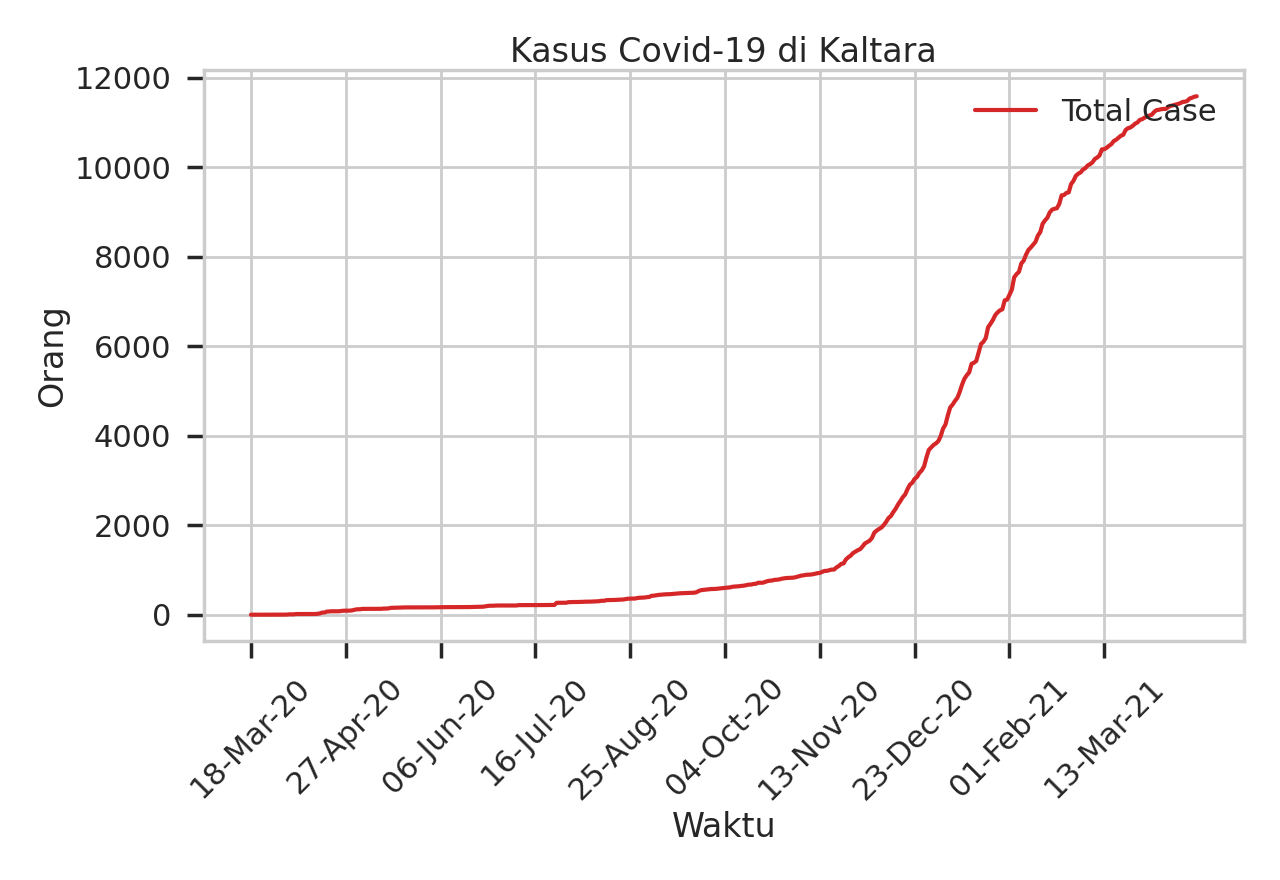 Kasus Covid-19 di Kaltara
Total Case
Orang
12000
10000
8000
6000
4000
2000
0
18-Mar-20
27-Apr-20
06-Jun-20
16-Jul-20
25-Aug-20
04-Oct-20
13-Nov-20
23-Dec-20
01-Feb-21
13-Mar-21
Waktu